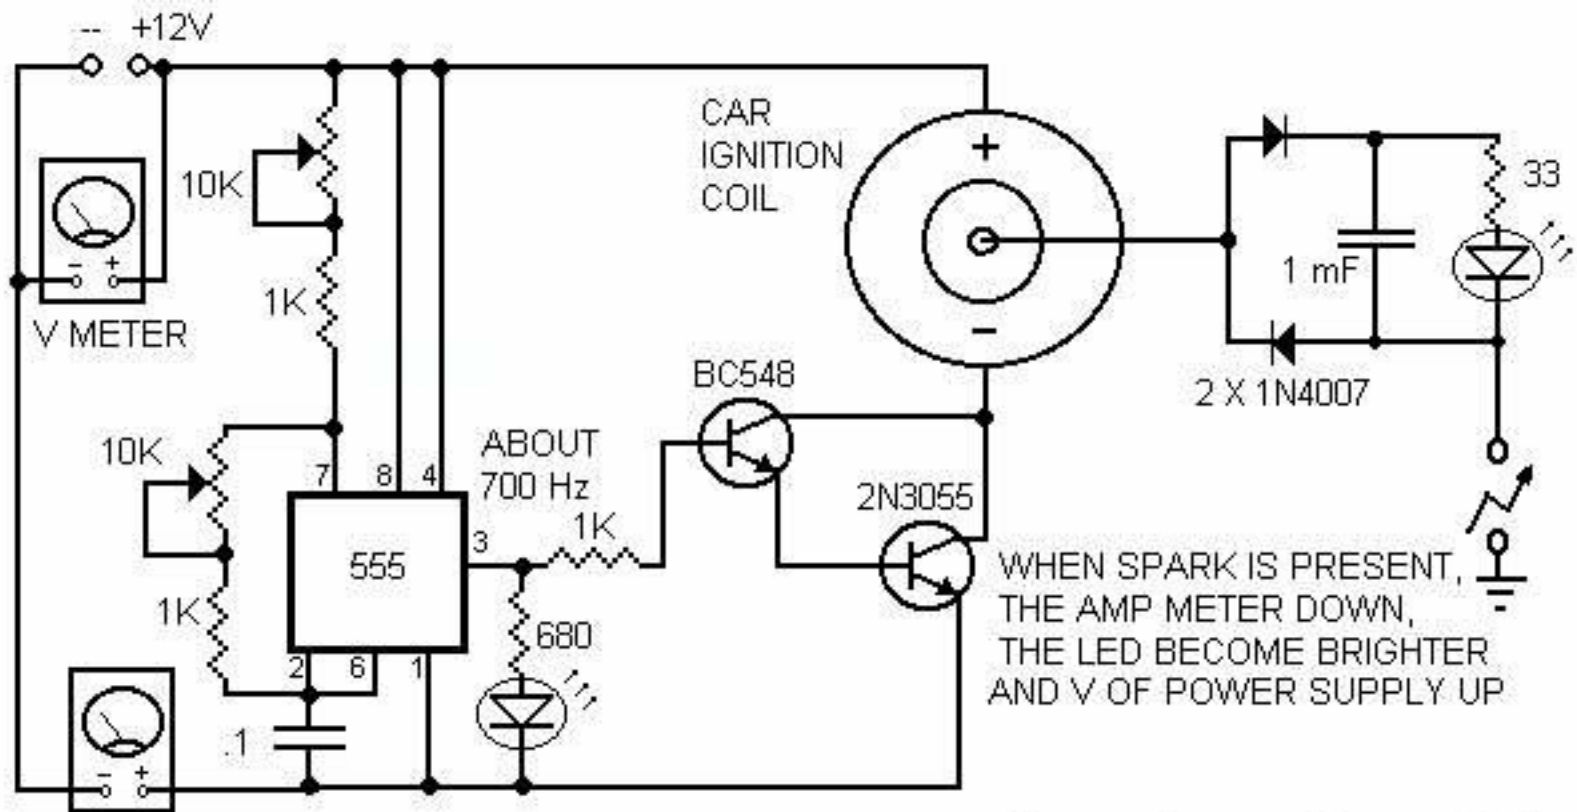 -- +12V
CAR
IGNITION
COIL
+
10K
33
- +
1 mF
1K
V METER
−
BC548
2 X 1N4007
10K
ABOUT
700 Hz
7 8 4
2N3055
1K
3
555
WHEN SPARK IS PRESENT,
THE AMP METER DOWN,
THE LED BECOME BRIGHTER
AND V OF POWER SUPPLY UP
1K
680
2 6 1
.1
- +